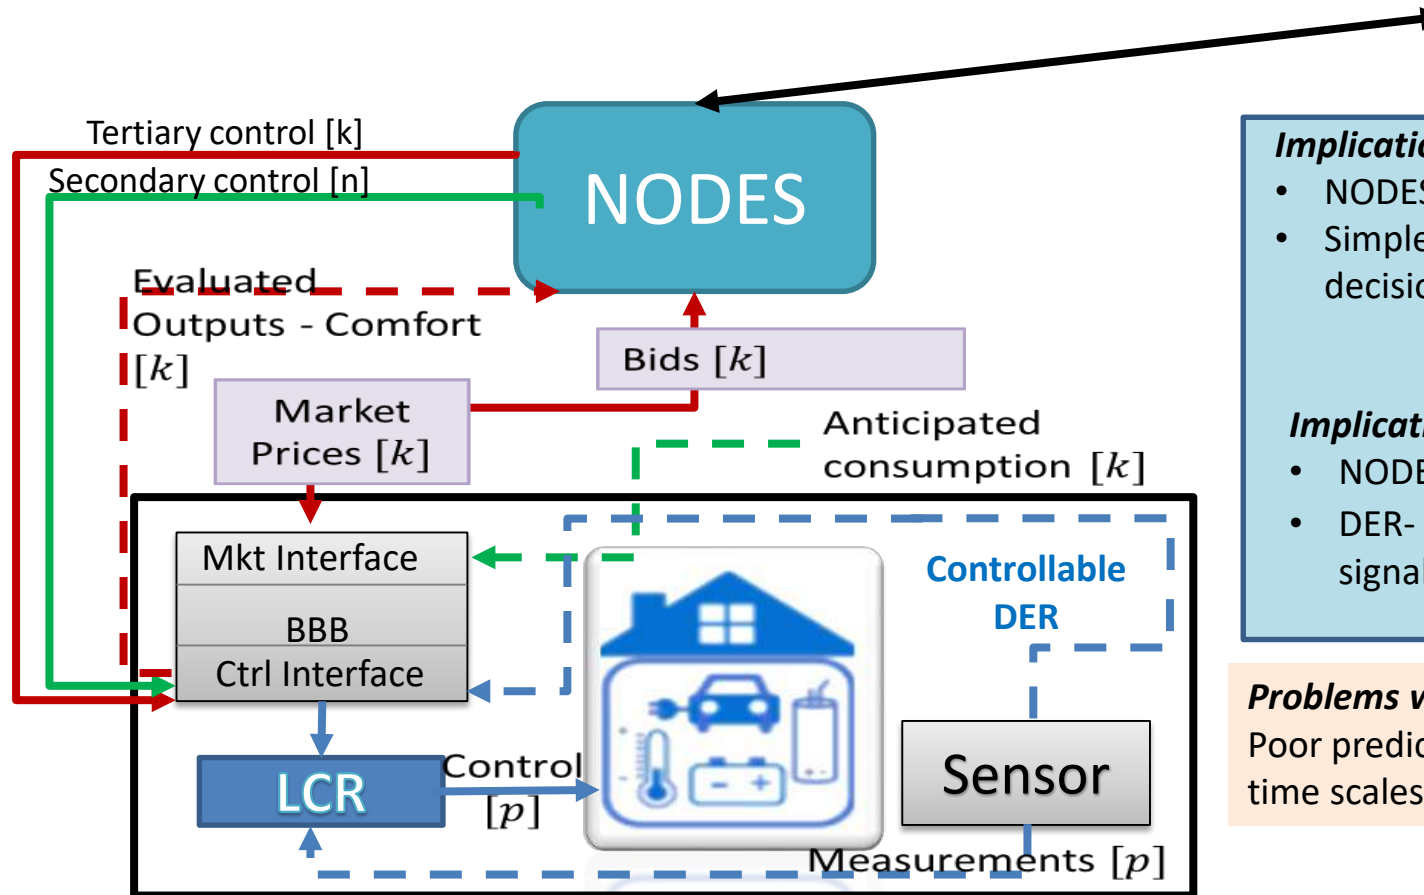 Tertiary control [k]
Secondary control [n]
NODES
Evaluated
Outputs - Comfort
[k]
Bids [k]
Market
Prices [k]
Anticipated
consumption [k]
Mkt Interface
BBB
Ctrl Interface
Controllable
DER
LCR
Control
[p]
Sensor
Measurements [p]
•
• Simple
•
• DER-
Problems
Poor
time scales